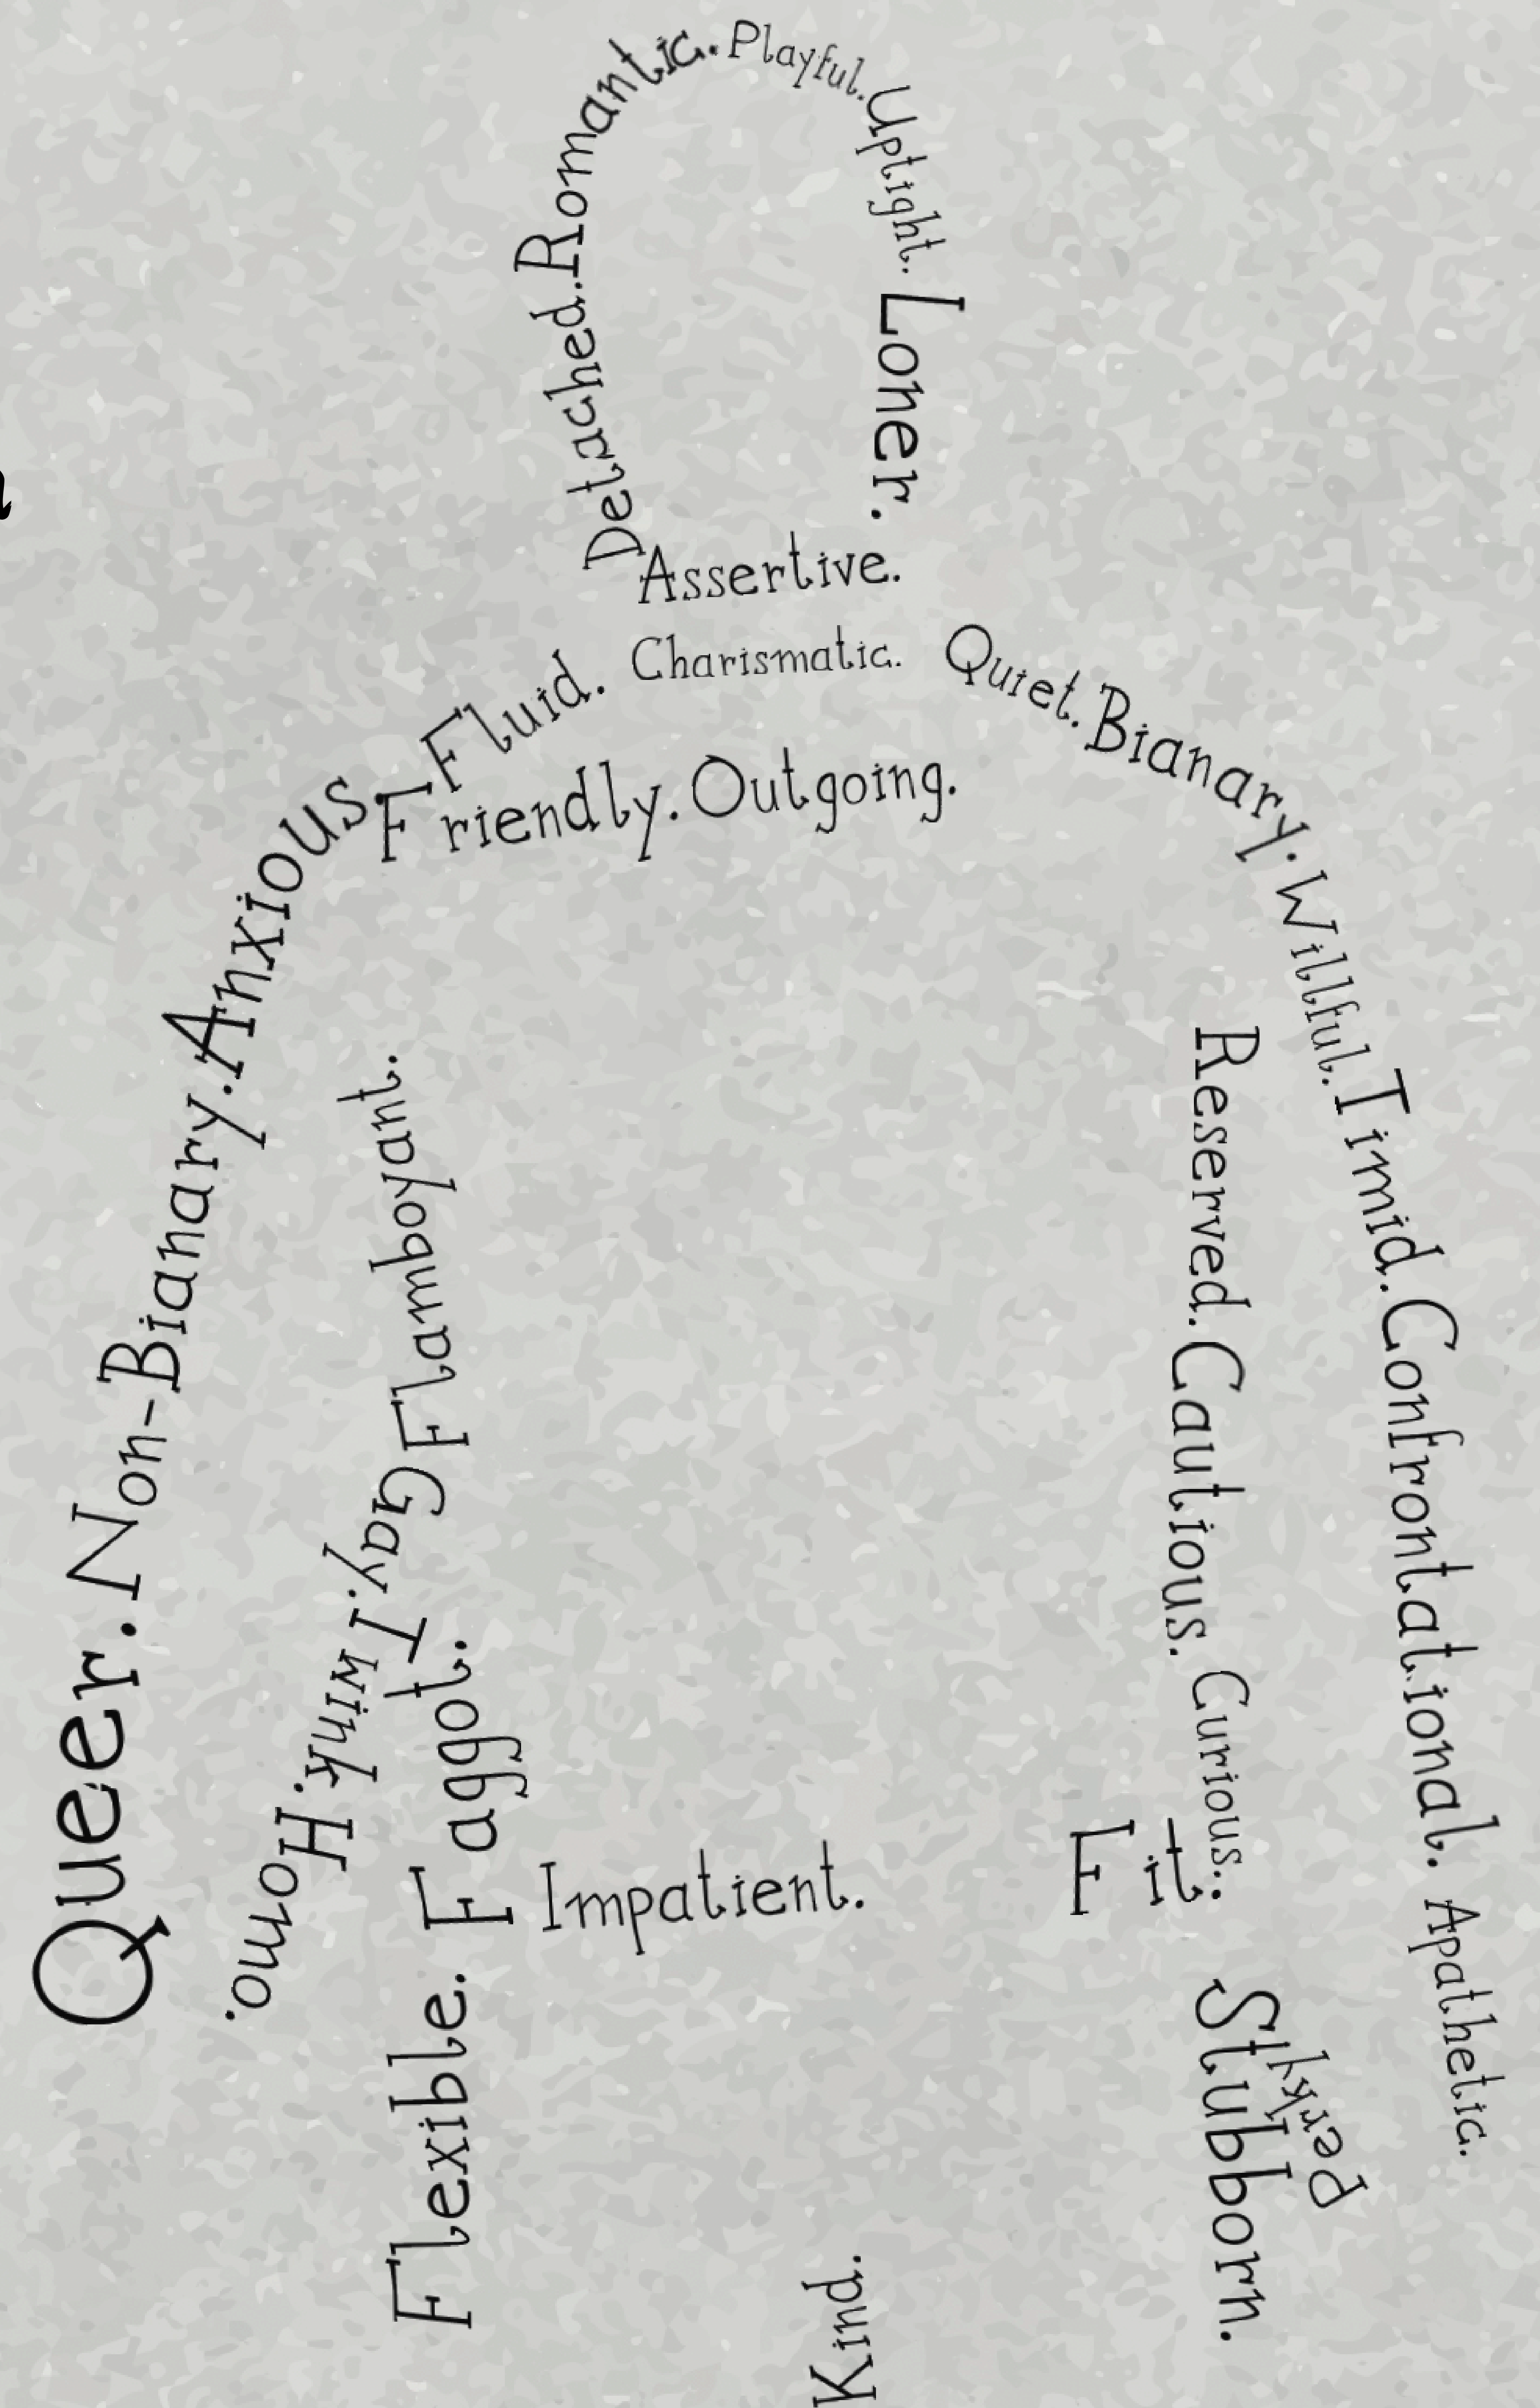 Detached. Romantic. Playful. Uptight. Loner.
Assertive.
Charismatic.
Queer. Non-Bianary. Anxious. Fluid.
Quiet. Bianary. Willful. Timid. Confrontational. Apathetic.
Friendly. Outgoing.
Flamboyant.
Gay. Twink. Homo.
Reserved. Cautious. Curious.
Faggot.
Impatient.
Fit.
Flexible.
Stubborn.
Perky
Kind.